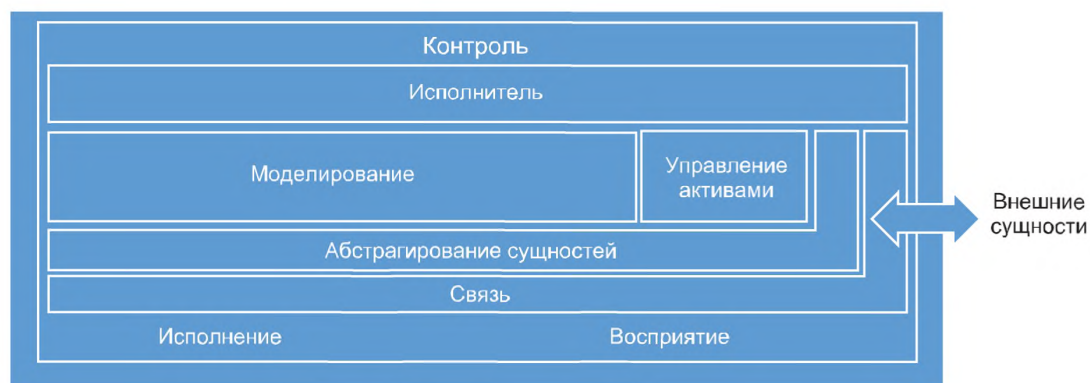 Контроль
Исполнитель
Моделирование
Управление
активами
Внешние
сущности
Абстрагирование сущностей
Связь
Исполнение
Восприятие